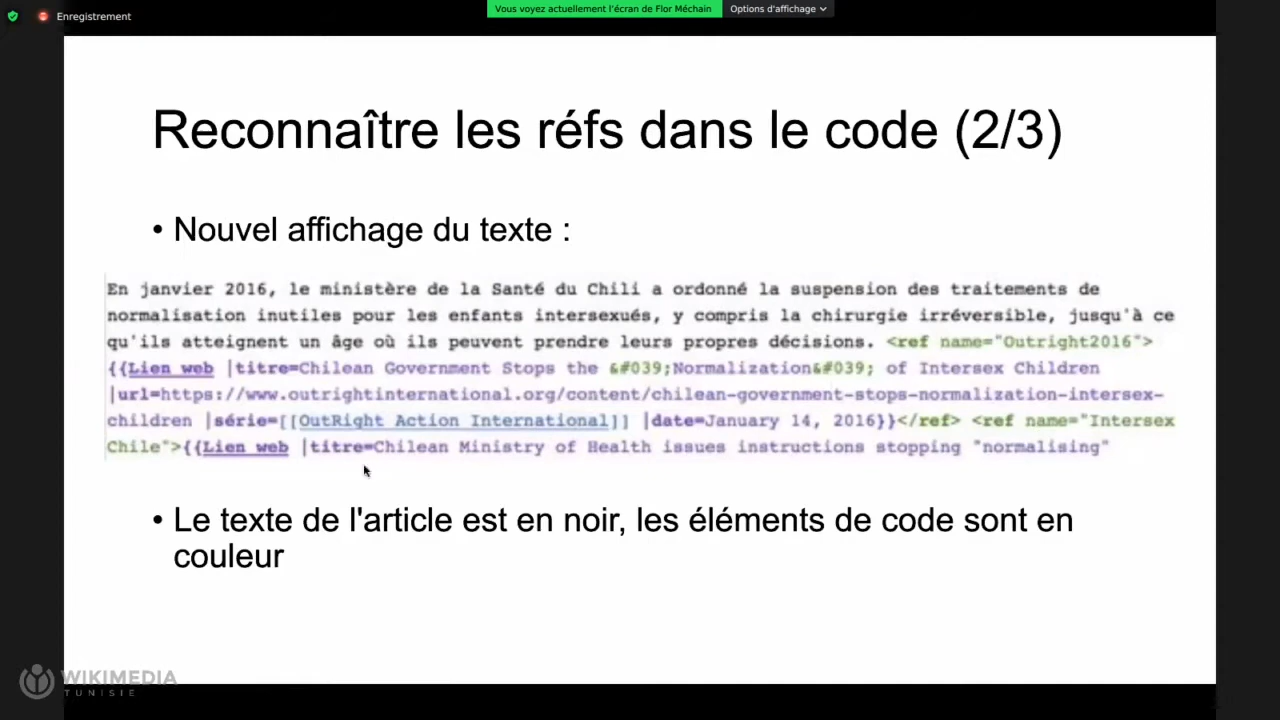 Enregistrement
Vous voyez actuellement l'écran de Flor Méchain
Options d'affichage
Reconnaître les réfs dans le code (2/3)
• Nouvel affichage du texte :
En janvier 2016, le ministère de la Santé du Chili a ordonné la suspension des traitements de
normalisation inutiles pour les enfants intersexués, y compris la chirurgie irréversible, jusqu'à ce
qu'ils atteignent un âge où ils peuvent prendre leurs propres décisions. <ref name="Outright2016">
{{Lien web |titre=Chilean Government Stops the &#039;Normalization&#039; of Intersex Children
|url=https://www.outrightinternational.org/content/chilean-government-stops-normalization-intersex-
children |série=[[OutRight Action International]] |date=January 14, 2016}}</ref> <ref name="Intersex
Chile">{{Lien web |titre=Chilean Ministry of Health issues instructions stopping "normalising"
• Le texte de l'article est en noir, les éléments de code sont en
couleur
WIKIMEDIA
TUNISIE